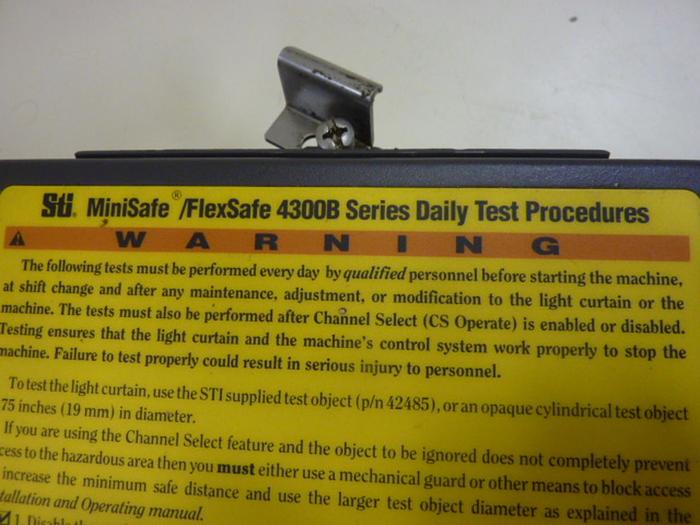 STI MiniSafe®/FlexSafe 4300B Series Daily Test Procedures
WARNING
The following tests must be performed every day by qualified personnel before starting the machine,
at shift change and after any maintenance, adjustment, or modification to the light curtain or the
machine. The tests must also be performed after Channel Select (CS Operate) is enabled or disabled.
Testing ensures that the light curtain and the machine's control system work properly to stop the
machine. Failure to test properly could result in serious injury to personnel.
To test the light curtain, use the STI supplied test object (p/n 42485), or an opaque cylindrical test object
75 inches (19 mm) in diameter.
If you are using the Channel Select feature and the object to be ignored does not completely prevent
cess to the hazardous area then you must either use a mechanical guard or other means to block access
increase the minimum safe distance and use the larger test object diameter as explained in the
tallation and Operating manual.
1. Disable